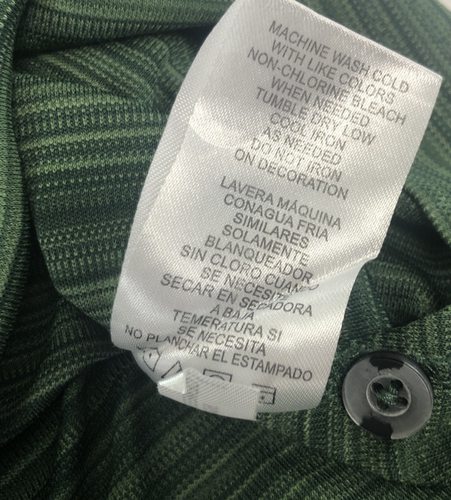 MACHINE WASH COLD
WITH LIKE COLORS
NON-CHLORINE BLEACH
WHEN NEEDED
TUMBLE DRY LOW
COOL IRON
AS NEEDED
DO NOT IRON
ON DECORATION
LAVERA MÁQUINA
CONAGUA FRIA
SIMILARES
SOLAMENTE
BLANQUEADOR
SIN CLORO CUANDO
SE NECESITE
SECAR EN SECADORA
A BAJA
TEMERATURA SI
SE NECESITA
NO PLANCHAR EL ESTAMPADO